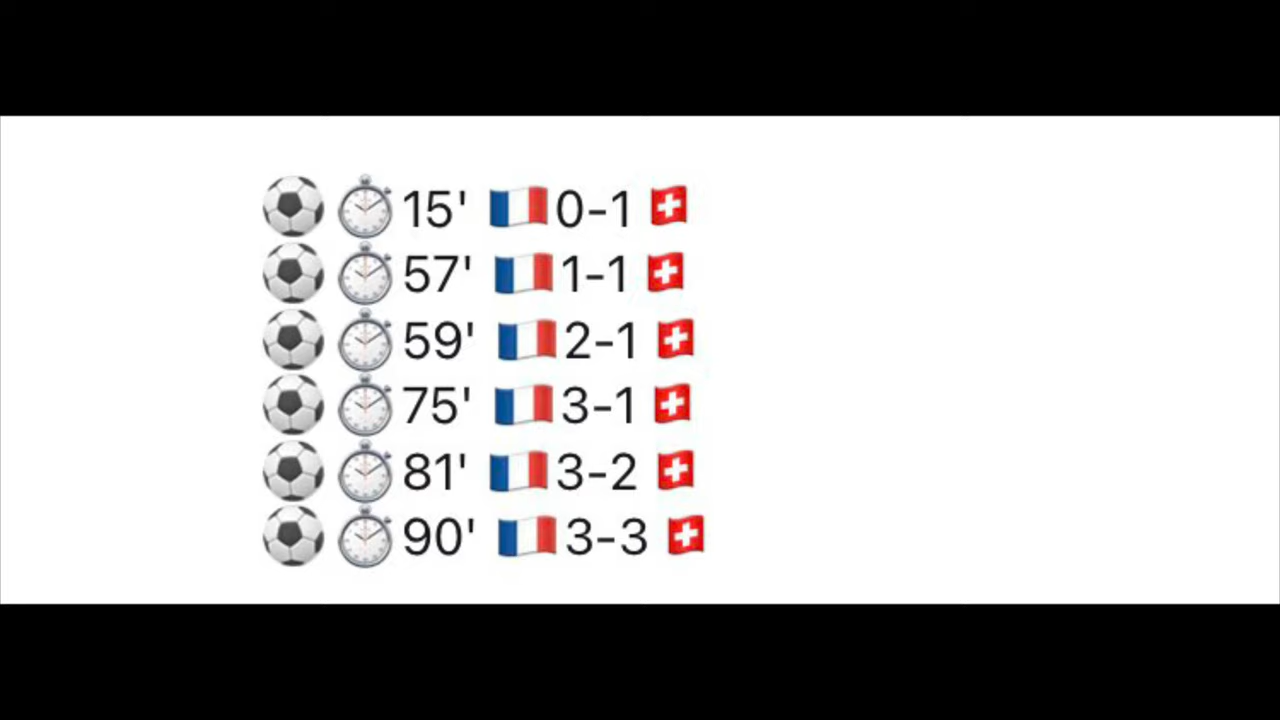 ⚽ ⏱15' 🇫🇷0-1 🇨🇭
⚽ ⏱57' 🇫🇷1-1 🇨🇭
⚽ ⏱59' 🇫🇷2-1 🇨🇭
⚽ ⏱75' 🇫🇷3-1 🇨🇭
⚽ ⏱81' 🇫🇷3-2 🇨🇭
⚽ ⏱90' 🇫🇷3-3 🇨🇭